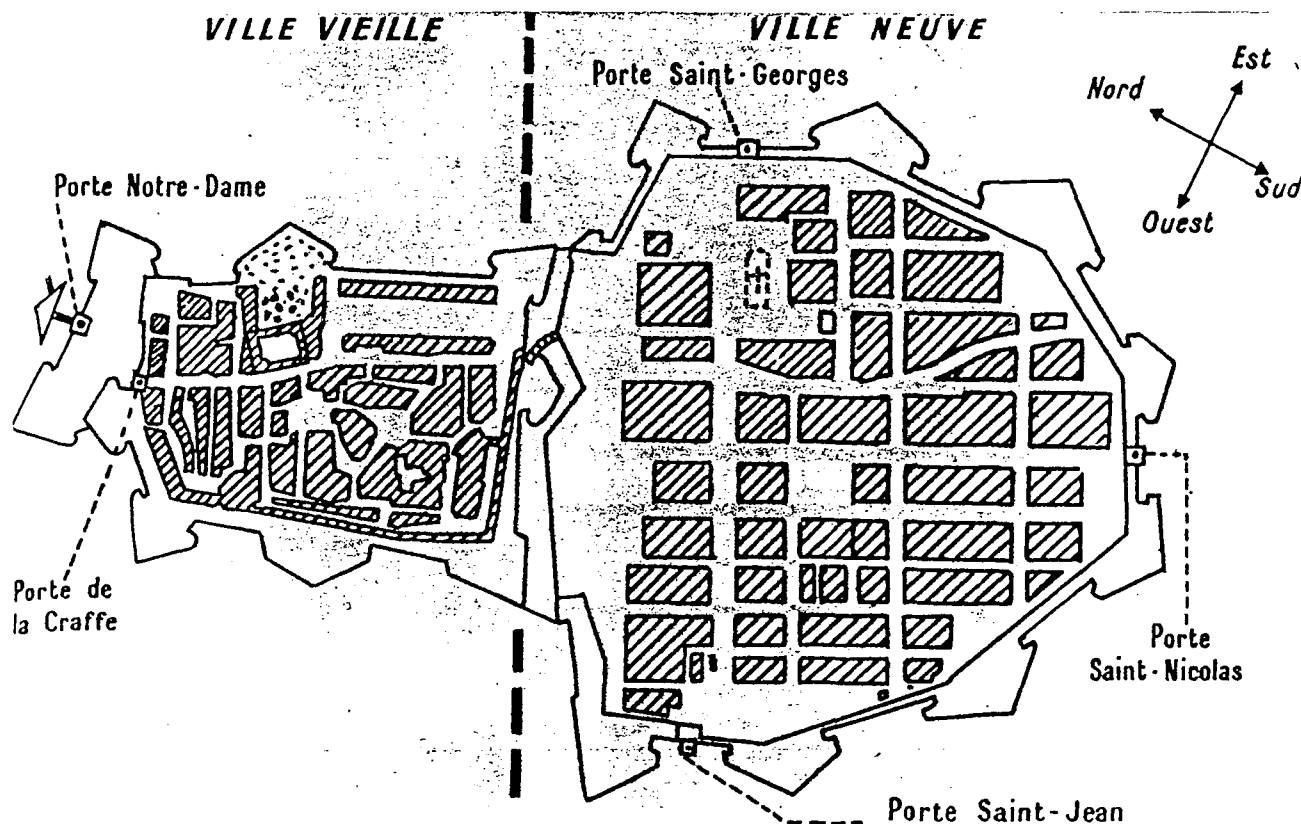 VILLE VIEILLE
VILLE NEUVE
Porte Saint-Georges
Est
Nord
Sud
Ouest
Porte Notre-Dame
Porte de
la Craffe
Porte
Saint-Nicolas
Porte Saint-Jean